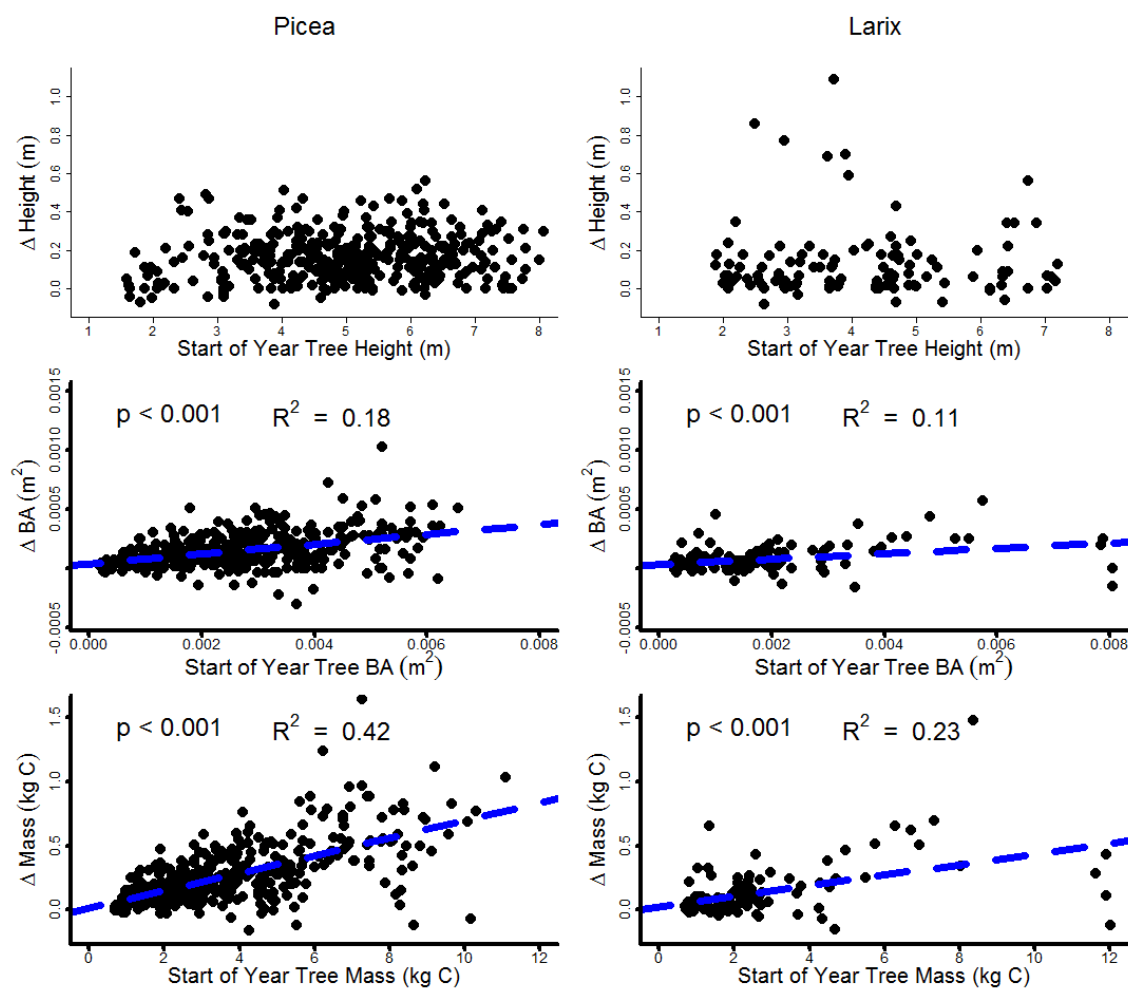 Picea
Larix
Δ Height (m)
0.0 0.2 0.4 0.6 0.8 1.0
1 2 3 4 5 6 7 8
Start of Year Tree Height (m)
Δ Height (m)
0.0 0.2 0.4 0.6 0.8 1.0
1 2 3 4 5 6 7 8
Start of Year Tree Height (m)
Δ BA (m²)
-0.0005 0.0005 0.0010 0.0015
p < 0.001 R² = 0.18
0.000 0.002 0.004 0.006 0.008
Start of Year Tree BA (m²)
Δ BA (m²)
-0.0005 0.0005 0.0010 0.0015
p < 0.001 R² = 0.11
0.000 0.002 0.004 0.006 0.008
Start of Year Tree BA (m²)
Δ Mass (kg C)
0.0 0.5 1.0 1.5
p < 0.001 R² = 0.42
0 2 4 6 8 10 12
Start of Year Tree Mass (kg C)
Δ Mass (kg C)
0.0 0.5 1.0 1.5
p < 0.001 R² = 0.23
0 2 4 6 8 10 12
Start of Year Tree Mass (kg C)